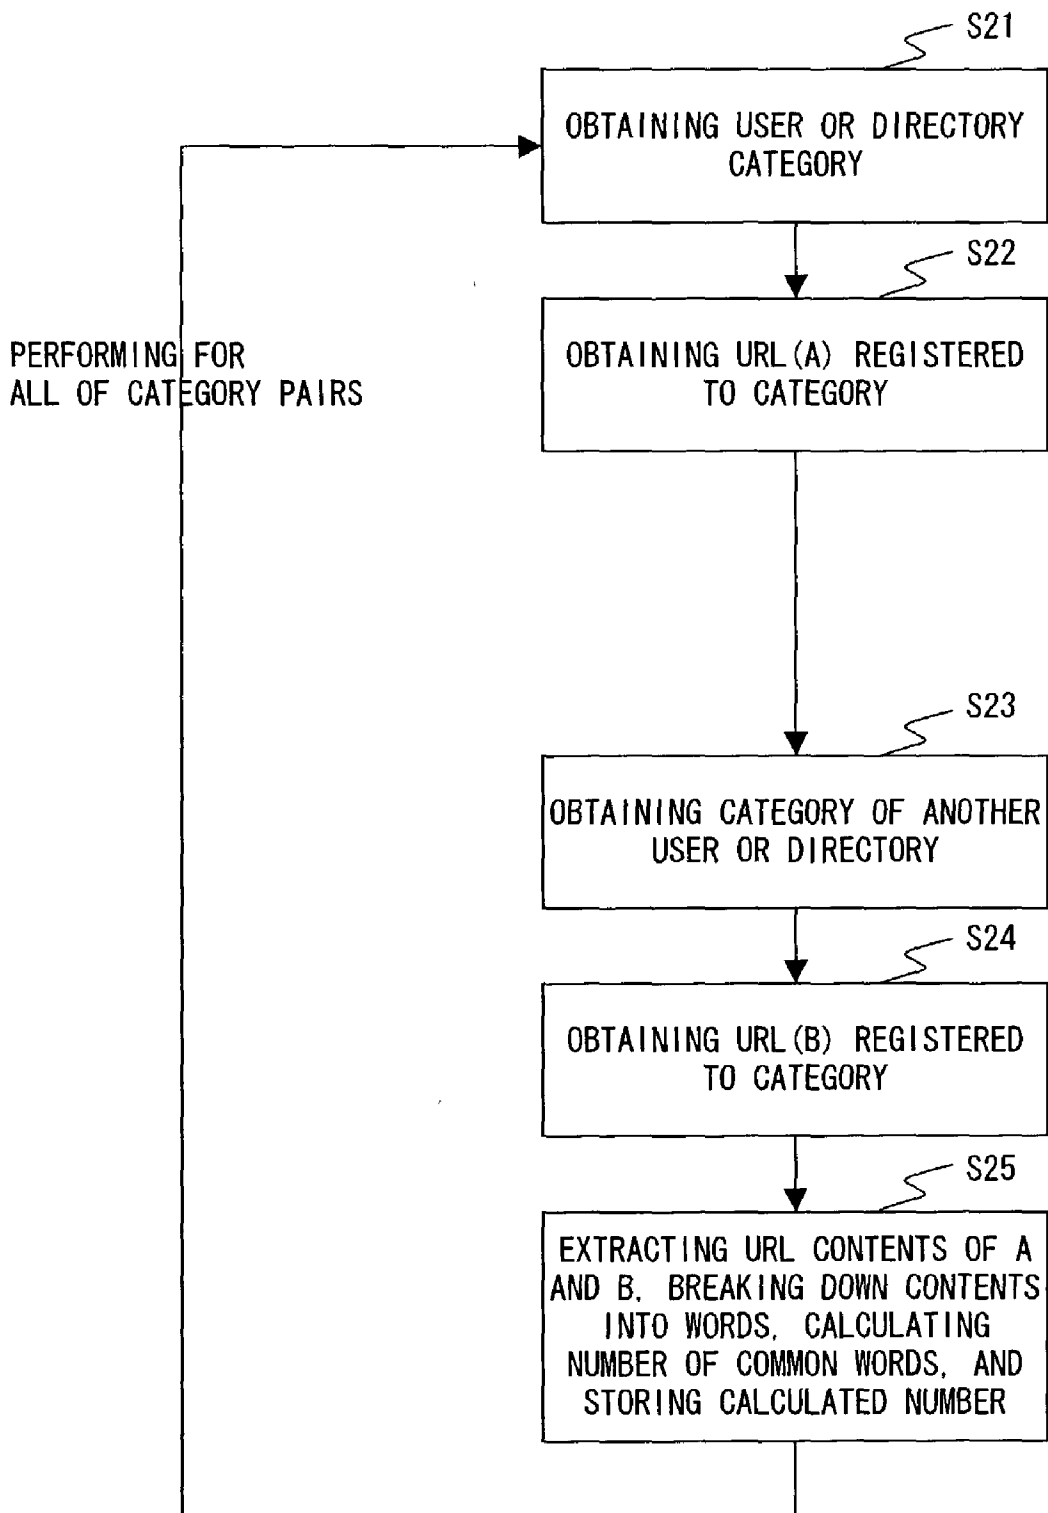 S21
OBTAINING USER OR DIRECTORY
CATEGORY
S22
PERFORMING FOR
ALL OF CATEGORY PAIRS
OBTAINING URL(A) REGISTERED
TO CATEGORY
S23
OBTAINING CATEGORY OF ANOTHER
USER OR DIRECTORY
S24
OBTAINING URL(B) REGISTERED
TO CATEGORY
S25
EXTRACTING URL CONTENTS OF A
AND B, BREAKING DOWN CONTENTS
INTO WORDS, CALCULATING
NUMBER OF COMMON WORDS, AND
STORING CALCULATED NUMBER